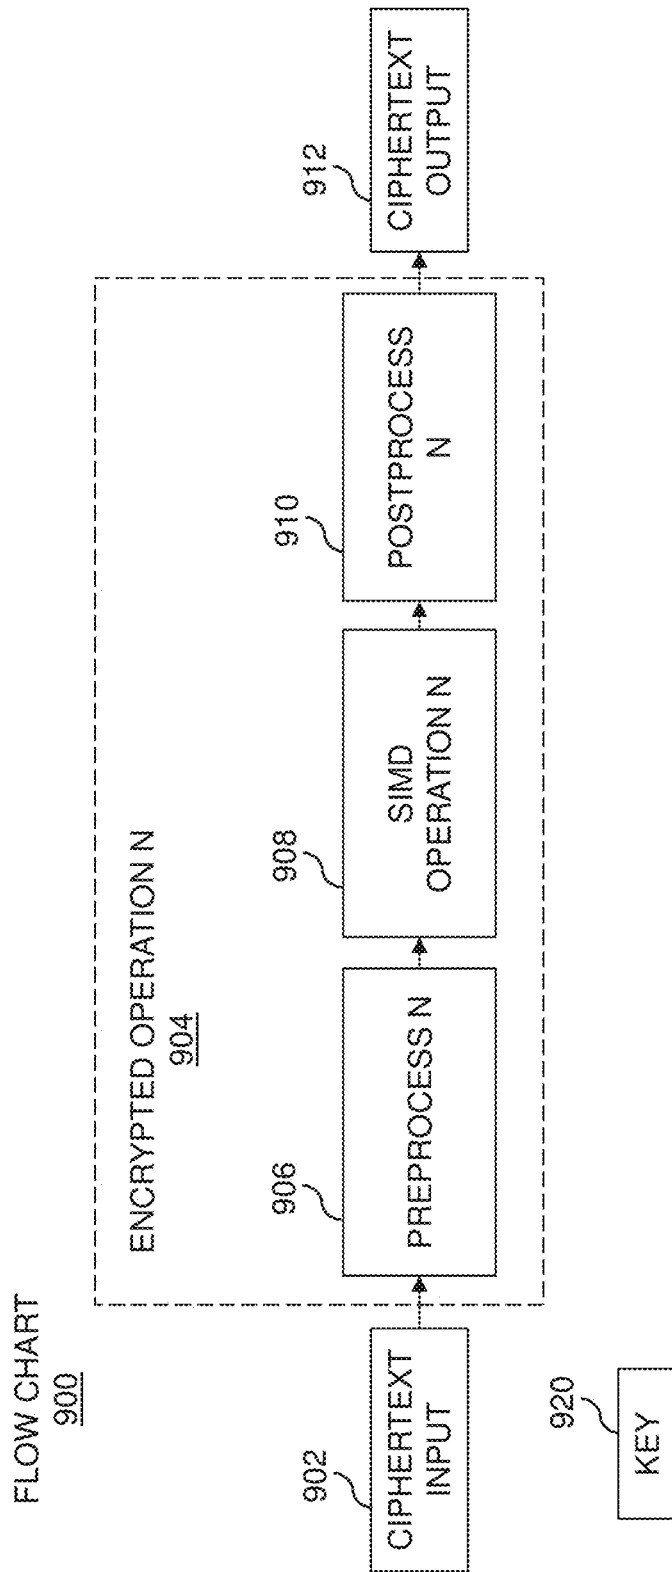 FLOW CHART
900
ENCRYPTED OPERATION N
904
902
CIPHERTEXT
INPUT
906
PREPROCESS N
908
SIMD
OPERATION N
910
POSTPROCESS
N
912
CIPHERTEXT
OUTPUT
920
KEY